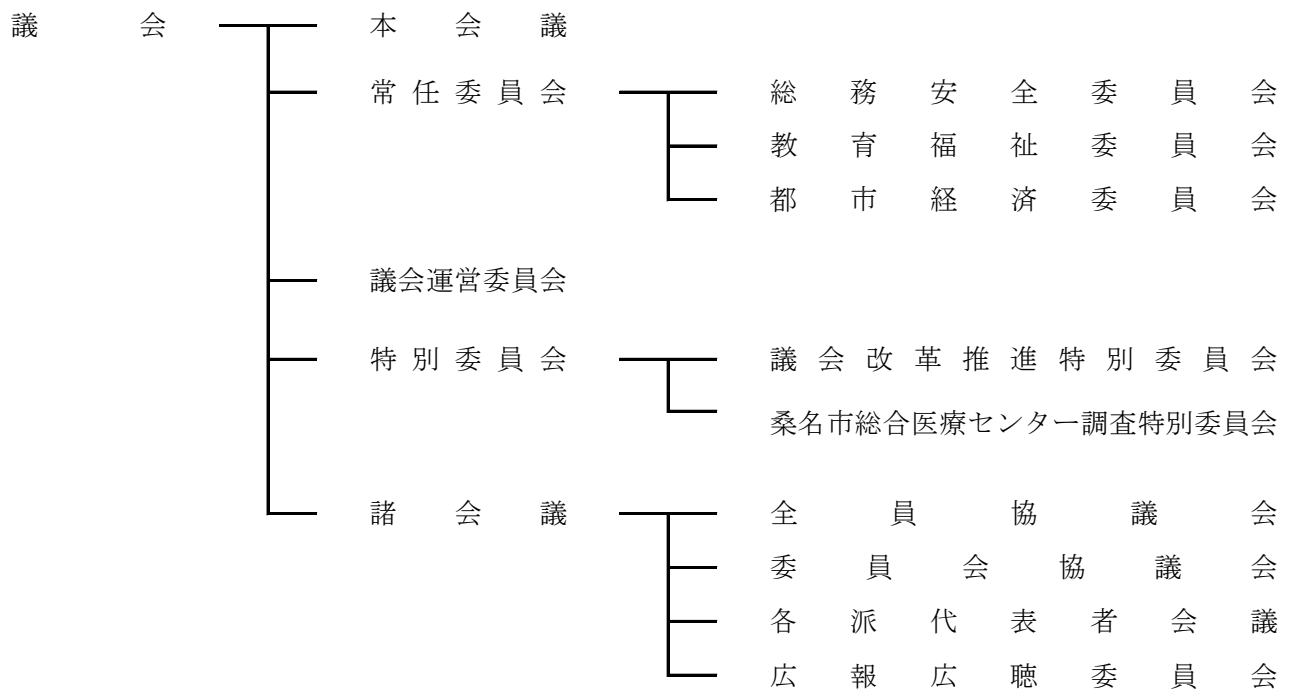 議会 本会議
常任委員会 総務安全委員会
教育福祉委員会
都市経済委員会
議会運営委員会
特別委員会 議会改革推進特別委員会
桑名市総合医療センター調査特別委員会
諸会議 全員協議会
委員会協議会
各派代表者会議
広報広聴委員会